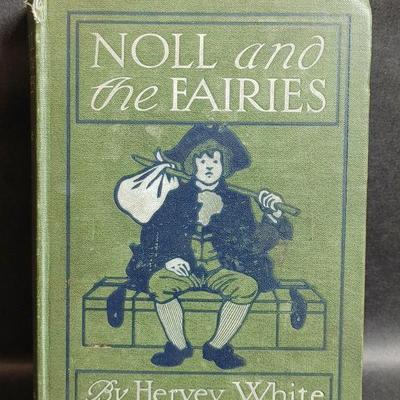 NOLL and
the FAIRIES
By Hervey White